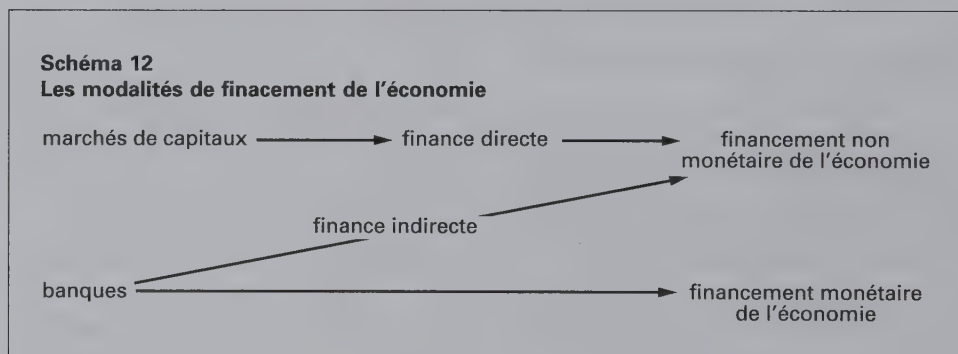 Schéma 12
Les modalités de finacement de l'économie
marchés de capitaux finance directe financement non
monétaire de l'économie
finance indirecte
banques financement monétaire
de l'économie